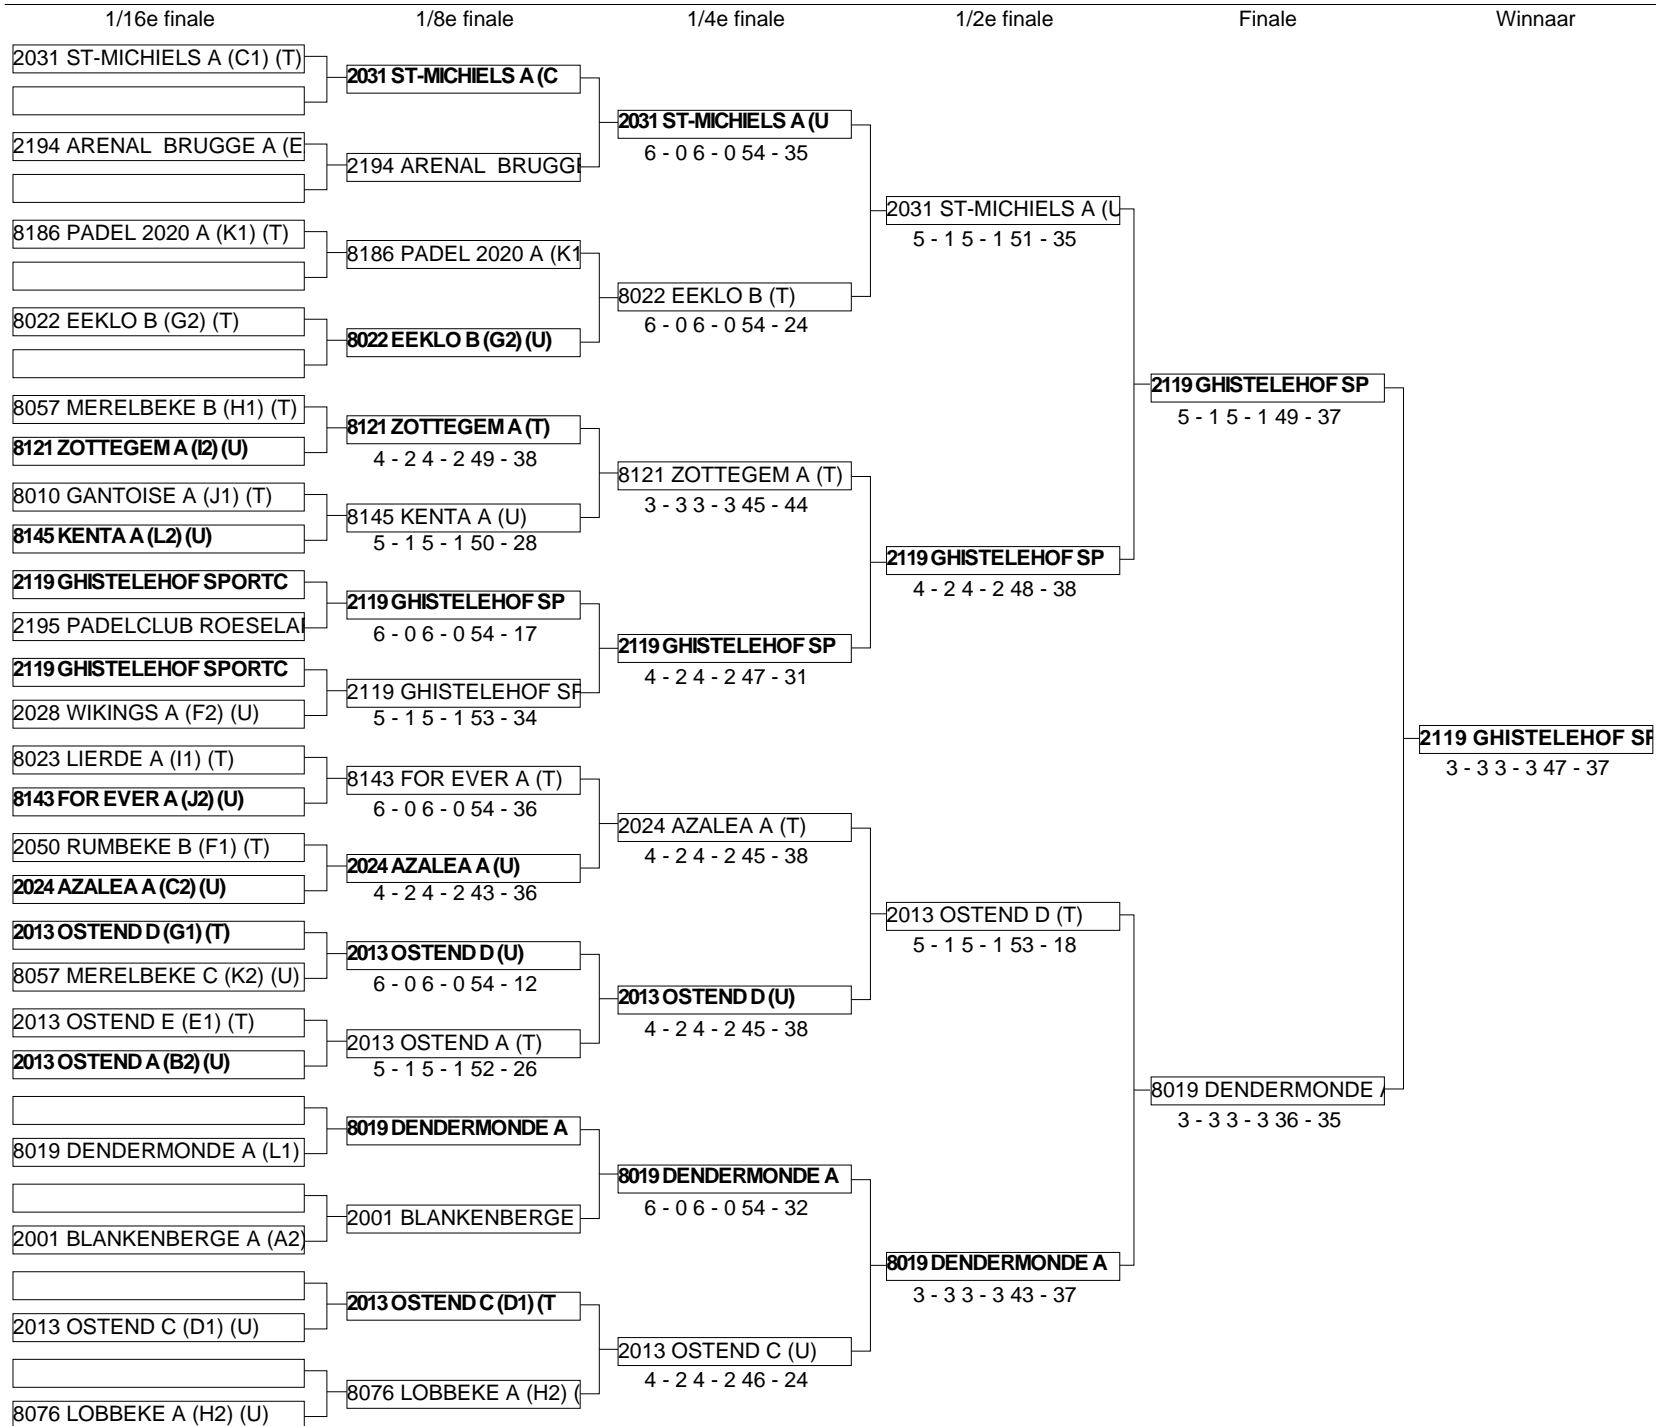 1/16e finale
1/8e finale
1/4e finale
1/2e finale
Finale
Winnaar
2031 ST-MICHIELS A (C1) (T)
2194 ARENAL BRUGGE A (E
8186 PADEL 2020 A (K1) (T)
8022 EEKLO B (G2) (T)
8057 MERELBEKE B (H1) (T)
8121 ZOTTEGEM A (I2) (U)
8010 GANTOISE A (J1) (T)
8145 KENTA A (L2) (U)
2119 GHISTELEHOF SPORTC
2195 PADELCLUB ROESELA
2119 GHISTELEHOF SPORTC
2028 WIKINGS A (F2) (U)
8023 LIERDE A (I1) (T)
8143 FOR EVER A (J2) (U)
2050 RUMBEKE B (F1) (T)
2024 AZALEA A (C2) (U)
2013 OSTEND D (G1) (T)
8057 MERELBEKE C (K2) (U)
2013 OSTEND E (E1) (T)
2013 OSTEND A (B2) (U)
8019 DENDERMONDE A (L1)
2001 BLANKENBERGE A (A2)
2013 OSTEND C (D1) (U)
8076 LOBBEKE A (H2) (U)
2031 ST-MICHIELS A (C
2194 ARENAL BRUGGE
8186 PADEL 2020 A (K1
8022 EEKLO B (G2) (U)
8121 ZOTTEGEM A (T)
4 - 2 4 - 2 49 - 38
8145 KENTA A (U)
5 - 1 5 - 1 50 - 28
2119 GHISTELEHOF SP
6 - 0 6 - 0 54 - 17
2119 GHISTELEHOF SP
5 - 1 5 - 1 53 - 34
8143 FOR EVER A (T)
6 - 0 6 - 0 54 - 36
2024 AZALEA A (U)
4 - 2 4 - 2 43 - 36
2013 OSTEND D (U)
6 - 0 6 - 0 54 - 12
2013 OSTEND A (T)
5 - 1 5 - 1 52 - 26
8019 DENDERMONDE A
2001 BLANKENBERGE
2013 OSTEND C (D1) (T
8076 LOBBEKE A (H2) (
2031 ST-MICHIELS A (U
6 - 0 6 - 0 54 - 35
8022 EEKLO B (T)
6 - 0 6 - 0 54 - 24
8121 ZOTTEGEM A (T)
3 - 3 3 - 3 45 - 44
2119 GHISTELEHOF SP
4 - 2 4 - 2 47 - 31
2024 AZALEA A (T)
4 - 2 4 - 2 45 - 38
2013 OSTEND D (U)
4 - 2 4 - 2 45 - 38
8019 DENDERMONDE A
6 - 0 6 - 0 54 - 32
2013 OSTEND C (U)
4 - 2 4 - 2 46 - 24
2031 ST-MICHIELS A (U
5 - 1 5 - 1 51 - 35
2119 GHISTELEHOF SP
4 - 2 4 - 2 48 - 38
2013 OSTEND D (T)
5 - 1 5 - 1 53 - 18
8019 DENDERMONDE A
3 - 3 3 - 3 43 - 37
2119 GHISTELEHOF SP
5 - 1 5 - 1 49 - 37
8019 DENDERMONDE A
3 - 3 3 - 3 36 - 35
2119 GHISTELEHOF SP
3 - 3 3 - 3 47 - 37